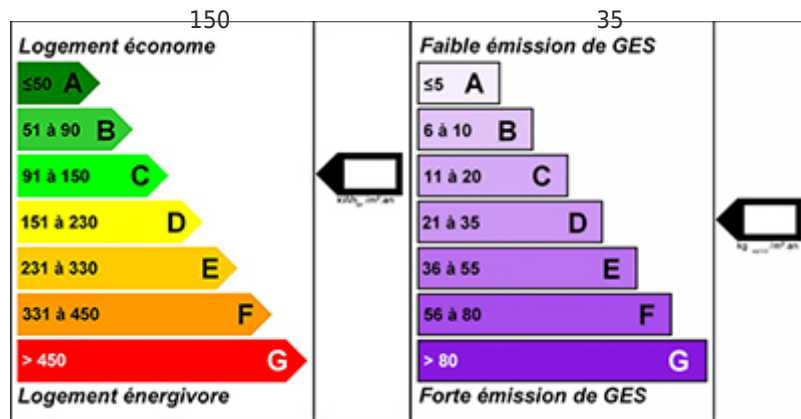 150
Logement économe
≤50 A
51 à 90 B
91 à 150 C
151 à 230 D
231 à 330 E
331 à 450 F
> 450 G
Logement énergivore
35
Faible émission de GES
≤5 A
6 à 10 B
11 à 20 C
21 à 35 D
36 à 55 E
56 à 80 F
> 80 G
Forte émission de GES